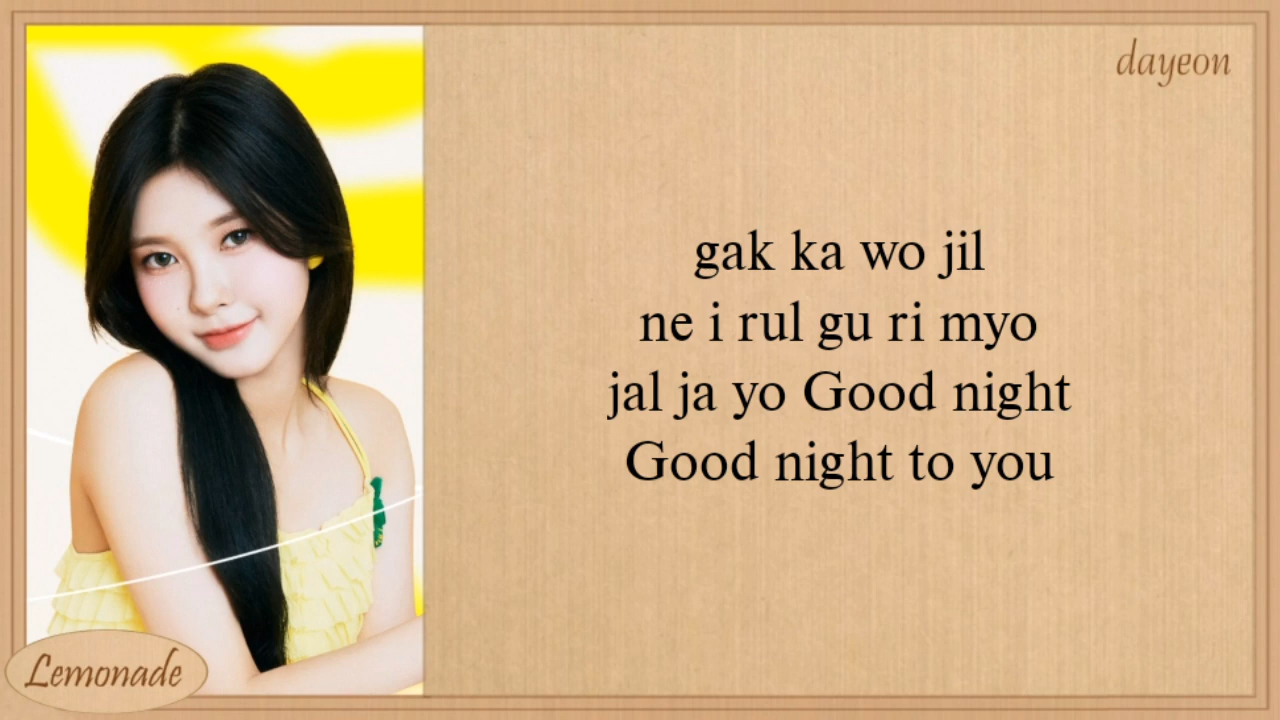 dayeon
gak ka wo jil
ne i rul gu ri myo
jal ja yo Good night
Good night to you
Lemonade